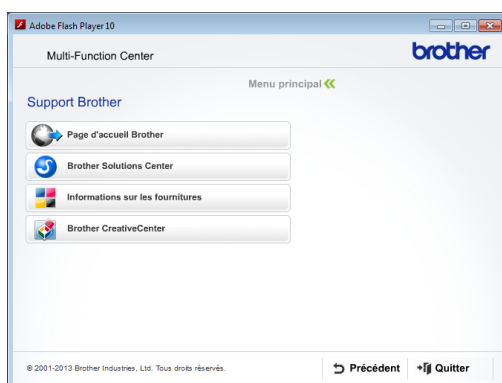 Adobe Flash Player 10
Multi-Function Center
brother
Menu principal
Support Brother
Page d'accueil Brother
Brother Solutions Center
Informations sur les fournitures
Brother CreativeCenter
© 2001-2013 Brother Industries, Ltd. Tous droits réservés.
Précédent
Quitter